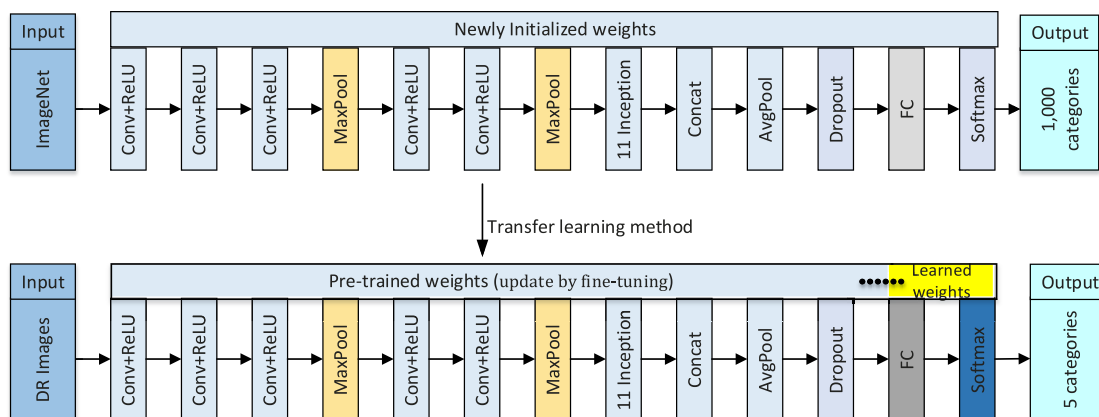 Input
Newly Initialized weights
Output
ImageNet
Conv+ReLU
Conv+ReLU
Conv+ReLU
MaxPool
Conv+ReLU
Conv+ReLU
MaxPool
11 Inception
Concat
AvgPool
Dropout
FC
Softmax
1,000
categories
Transfer learning method
Input
Pre-trained weights (update by fine-tuning)
Learned
weights
Output
DR Images
Conv+ReLU
Conv+ReLU
Conv+ReLU
MaxPool
Conv+ReLU
Conv+ReLU
MaxPool
11 Inception
Concat
AvgPool
Dropout
FC
Softmax
5 categories